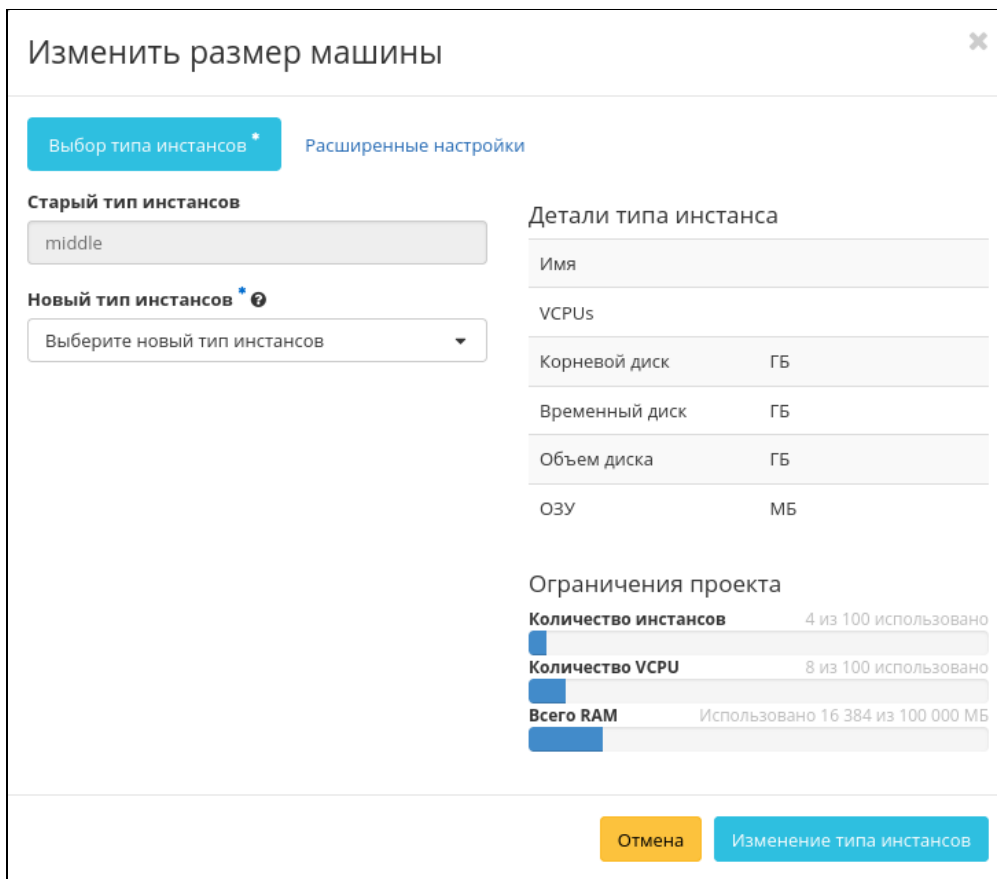 Изменить размер машины
Выбор типа инстансов *
Расширенные настройки
Старый тип инстансов
middle
Новый тип инстансов *
Выберите новый тип инстансов
Детали типа инстанса
Имя
VCPUs
Корневой диск ГБ
Временный диск ГБ
Объем диска ГБ
ОЗУ МБ
Ограничения проекта
Количество инстансов 4 из 100 использовано
Количество VCPU 8 из 100 использовано
Всего RAM Использовано 16 384 из 100 000 МБ
Отмена
Изменение типа инстансов